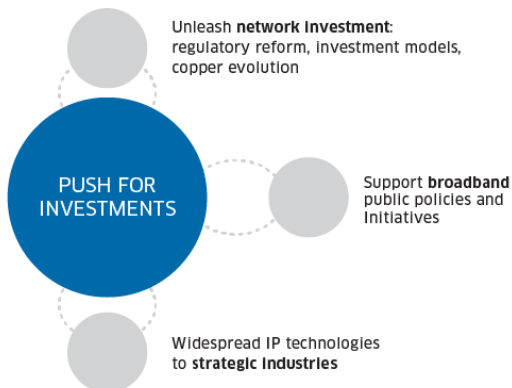 Unleash network investment:
regulatory reform, investment models,
copper evolution
PUSH FOR
INVESTMENTS
Support broadband
public policies and
Initiatives
Widespread IP technologies
to strategic industries